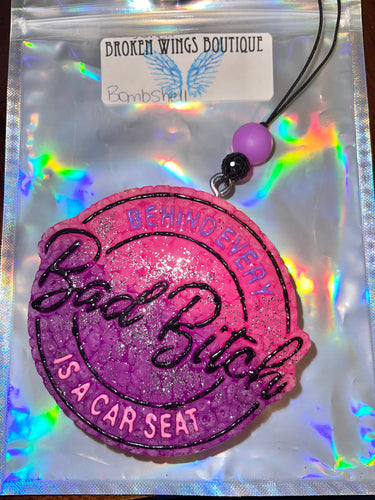 BROKEN WINGS BOUTIQUE
Bombshell
BEHIND EVERY
Bad Bitch
IS A CAR SEAT